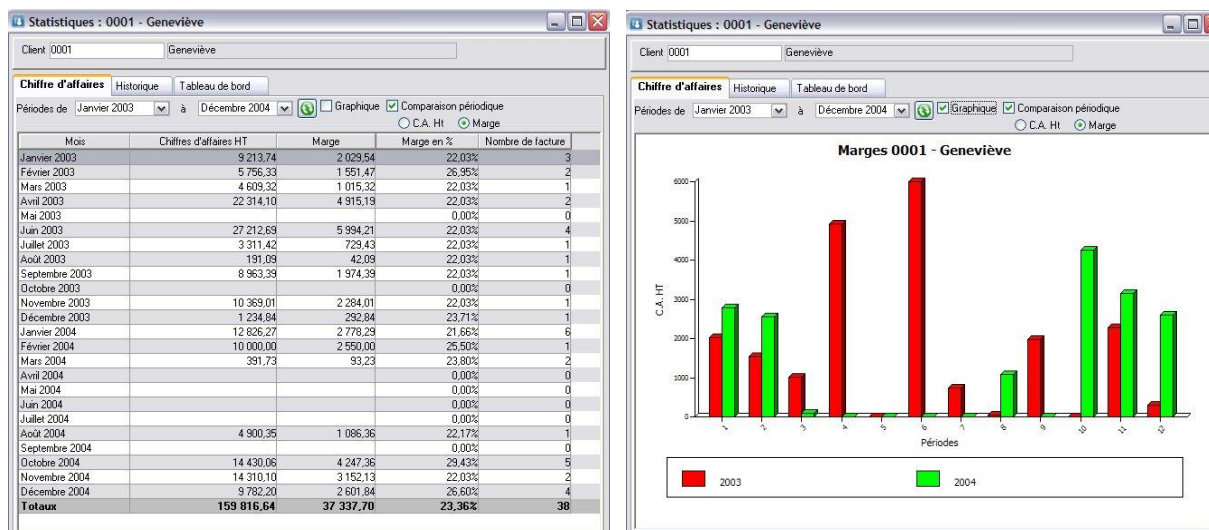 Statistiques : 0001 - Geneviève
Client 0001 Geneviève
Chiffre d'affaires Historique Tableau de bord
Périodes de Janvier 2003 à Décembre 2004 Graphique Comparaison périodique
C.A. Ht Marge
Mois Chiffres d'affaires HT Marge Marge en % Nombre de facture
Janvier 2003 9 213,74 2 029,54 22,03% 3
Février 2003 5 756,33 1 551,47 26,95% 2
Mars 2003 4 609,32 1 015,32 22,03% 1
Avril 2003 22 314,10 4 915,19 22,03% 2
Mai 2003 0,00% 0
Juin 2003 27 212,69 5 994,21 22,03% 4
Juillet 2003 3 311,42 729,43 22,03% 1
Août 2003 191,09 42,09 22,03% 1
Septembre 2003 8 963,39 1 974,39 22,03% 1
Octobre 2003 0,00% 0
Novembre 2003 10 369,01 2 284,01 22,03% 1
Décembre 2003 1 234,84 292,84 23,71% 1
Janvier 2004 12 826,27 2 778,29 21,66% 6
Février 2004 10 000,00 2 550,00 25,50% 1
Mars 2004 391,73 93,23 23,80% 2
Avril 2004 0,00% 0
Mai 2004 0,00% 0
Juin 2004 0,00% 0
Juillet 2004 0,00% 0
Août 2004 4 900,35 1 086,36 22,17% 1
Septembre 2004 0,00% 0
Octobre 2004 14 430,06 4 247,36 29,43% 5
Novembre 2004 14 310,10 3 152,13 22,03% 2
Décembre 2004 9 782,20 2 601,84 26,60% 4
Totaux 159 816,64 37 337,70 23,36% 38
Statistiques : 0001 - Geneviève
Client 0001 Geneviève
Chiffre d'affaires Historique Tableau de bord
Périodes de Janvier 2003 à Décembre 2004 Graphique Comparaison périodique
C.A. Ht Marge
Marges 0001 - Geneviève
6000
5000
4000
3000
2000
1000
0
C.A. HT
1 2 3 4 5 6 7 8 9 10 11 12
Périodes
2003 2004